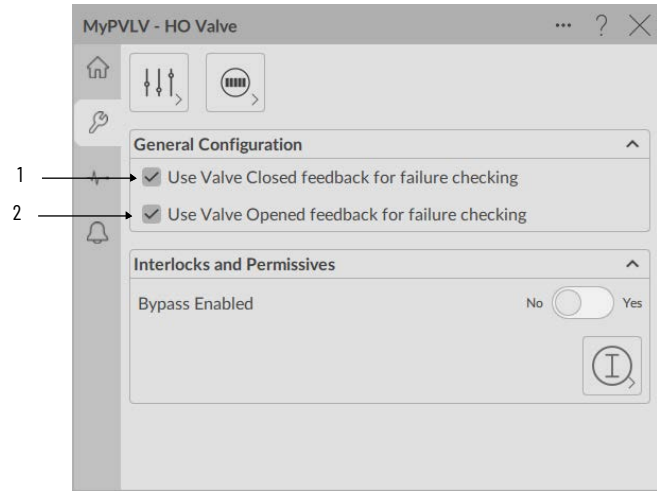 MyPVLV - HO Valve ... ?
General Configuration
1 Use Valve Closed feedback for failure checking
2 Use Valve Opened feedback for failure checking
Interlocks and Permissives
Bypass Enabled No Yes
I